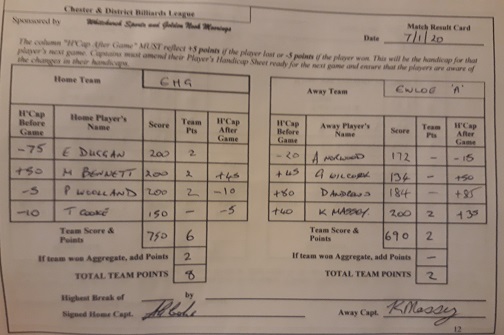 Chester & District Billiards League
Sponsored by Whitchurch Sports and Golden Nook Moorings
Match Result Card
Date 7/1/20
The column "H'Cap After Game" MUST reflect +5 points if the player lost or -5 points if the player won. This will be the handicap for that
player's next game. Captains must amend their Player's Handicap Sheet ready for the next game and ensure that the players are aware of
the changes in their handicaps.
Home Team EMG
H'Cap Before Game Home Player's Name Score Team Pts H'Cap After Game
-75 E DUGGAN 200 2
+50 M BENNETT 200 2 +45
-5 P WOOLLAND 200 2 -10
-10 T COOKE 150 - -5
Team Score & Points 750 6
If team won Aggregate, add Points 2
TOTAL TEAM POINTS 8
Away Team 'A'
H'Cap Before Game Away Player's Name Score Team Pts H'Cap After Game
-20 A 172 - -15
+45 G 134 - +50
+80 D ANDREWS 184 - +85
+40 K MASSEY 200 2 +35
Team Score & Points 690 2
If team won Aggregate, add Points -
TOTAL TEAM POINTS 2
Highest Break of by
Signed Home Capt.
Away Capt. K Massey
12